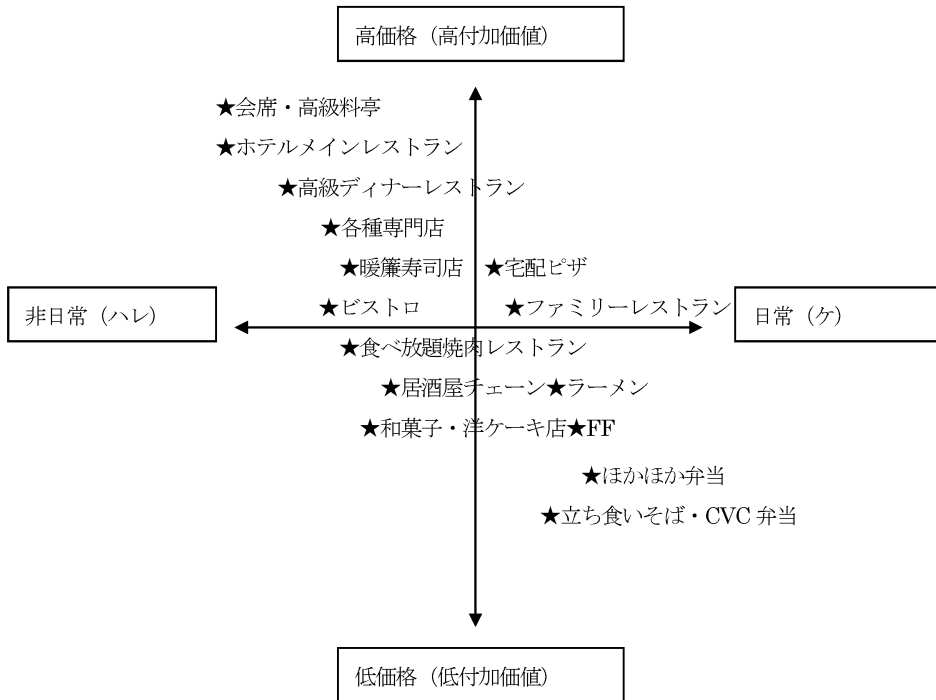 高価格（高付加価値）
★会席・高級料亭
★ホテルメインレストラン
★高級ディナーレストラン
★各種専門店
★暖簾寿司店 ★宅配ピザ
★ビストロ ★ファミリーレストラン
非日常（ハレ） 日常（ケ）
★食べ放題焼肉レストラン
★居酒屋チェーン★ラーメン
★和菓子・洋ケーキ店★FF
★ほかほか弁当
★立ち食いそば・CVC 弁当
低価格（低付加価値）